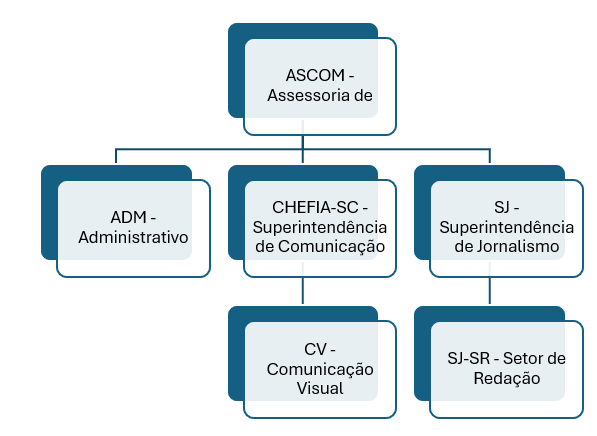 ASCOM -
Assessoria de
ADM -
Administrativo
CHEFIA-SC -
Superintendência
de Comunicação
SJ -
Superintendência
de Jornalismo
CV -
Comunicação
Visual
SJ-SR - Setor de
Redação